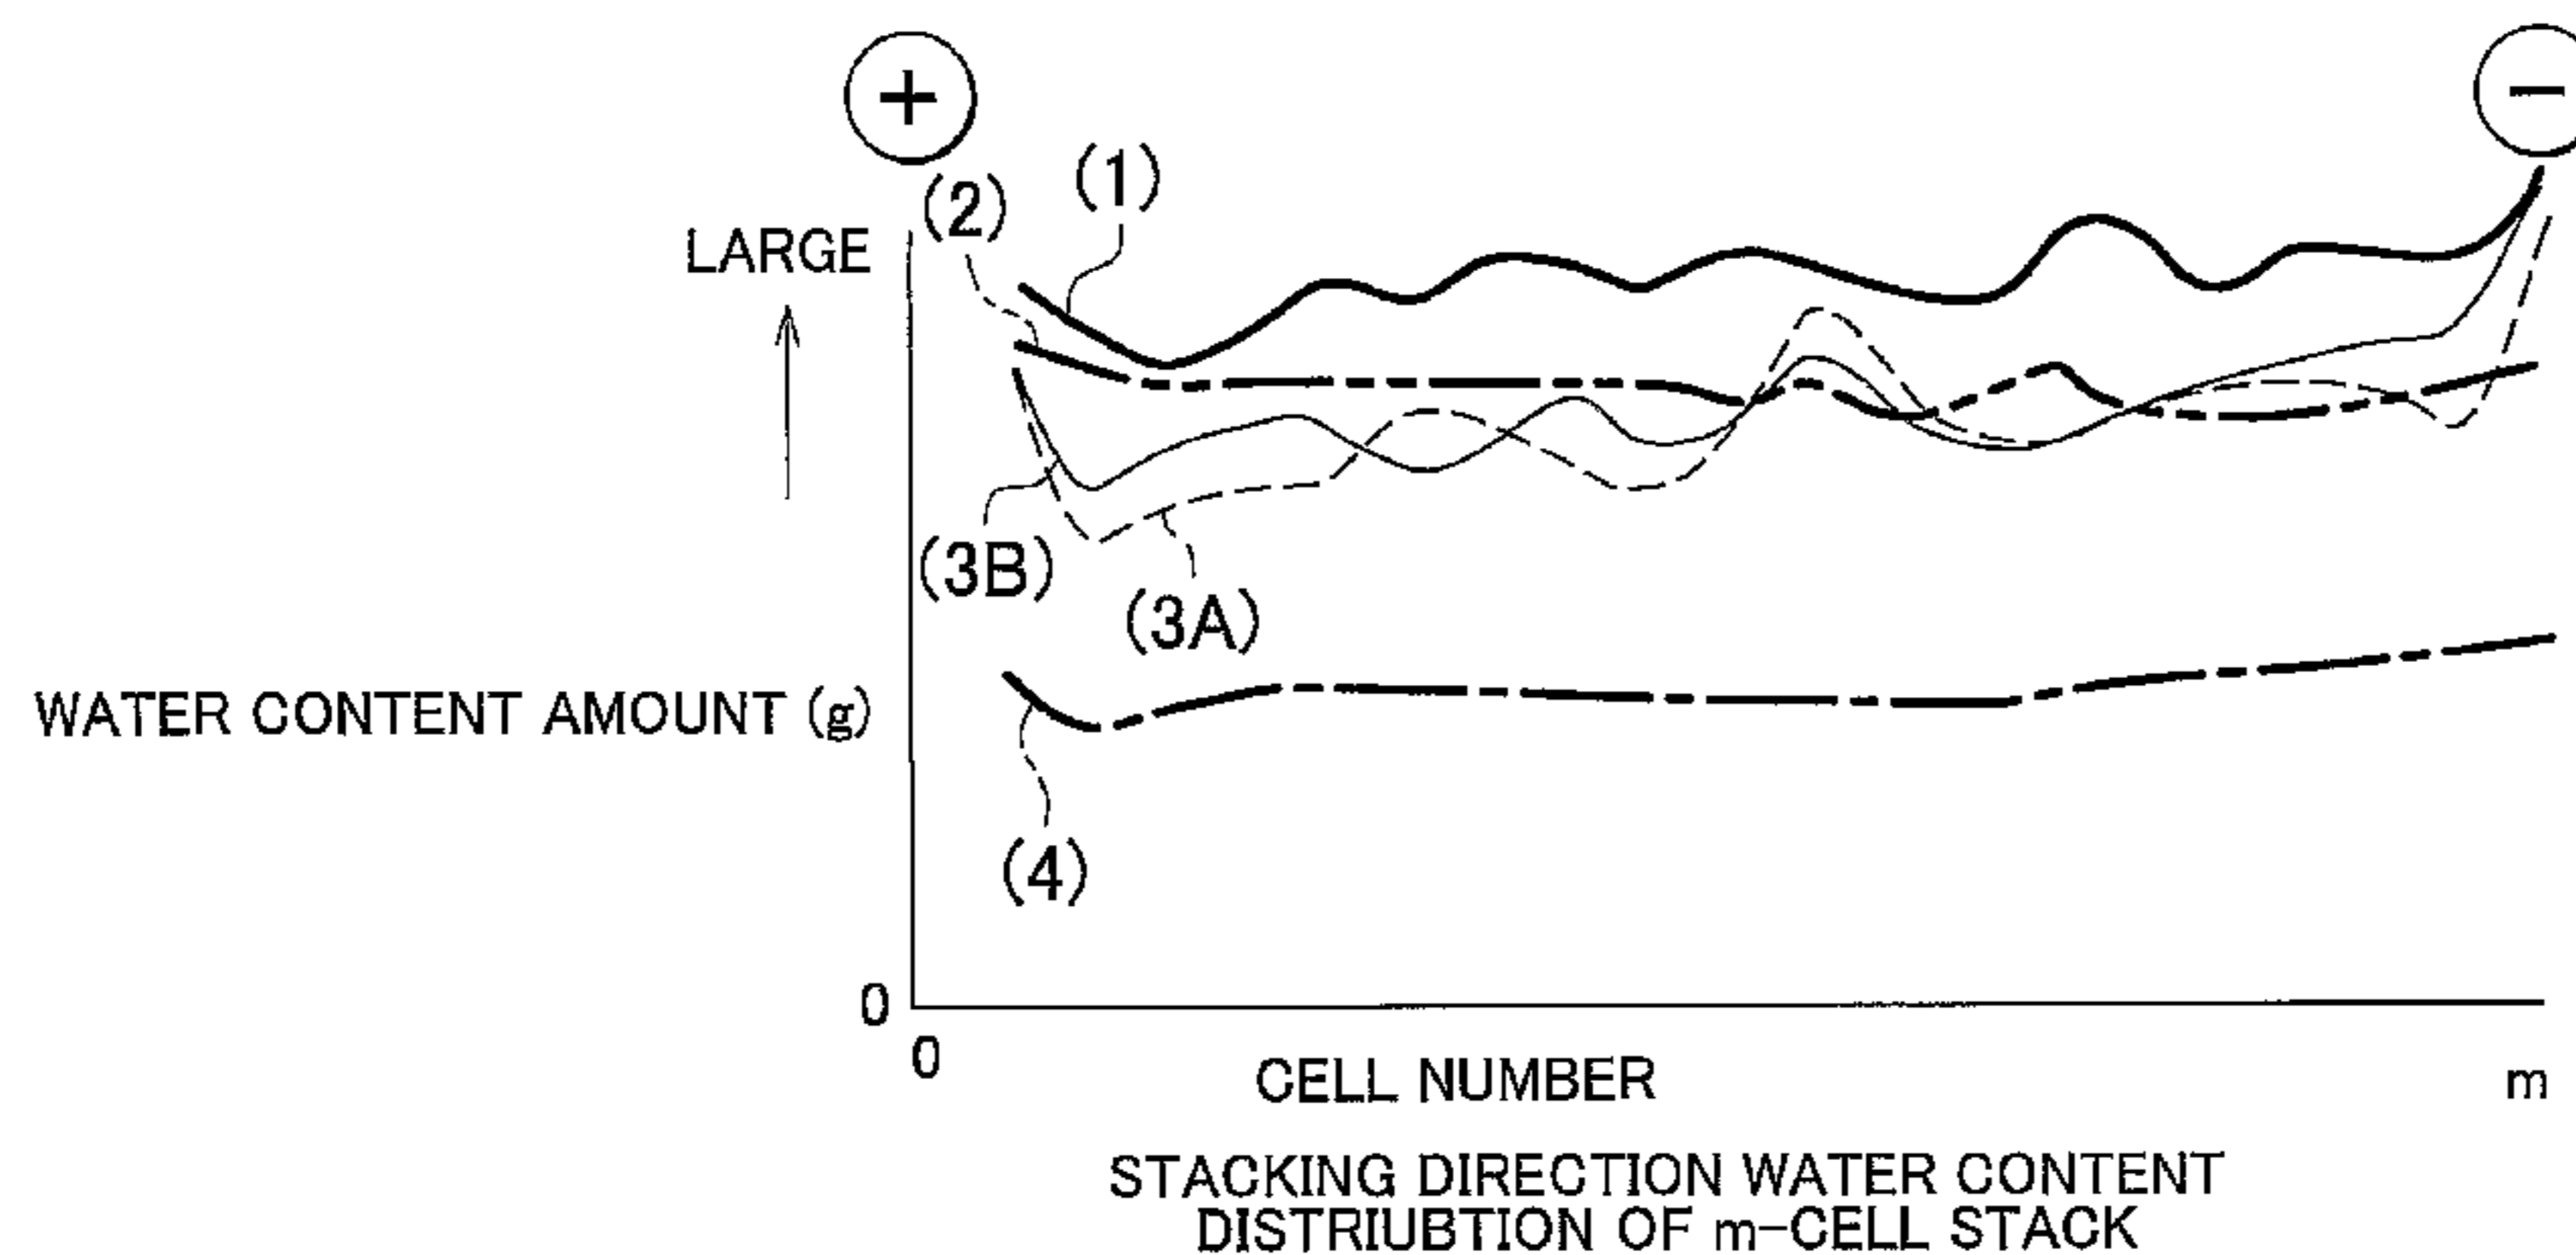 +
−
(1)
(2)
LARGE
(3B)
(3A)
WATER CONTENT AMOUNT (g)
(4)
0
0
CELL NUMBER
m
STACKING DIRECTION WATER CONTENT
DISTRIUBTION OF m-CELL STACK